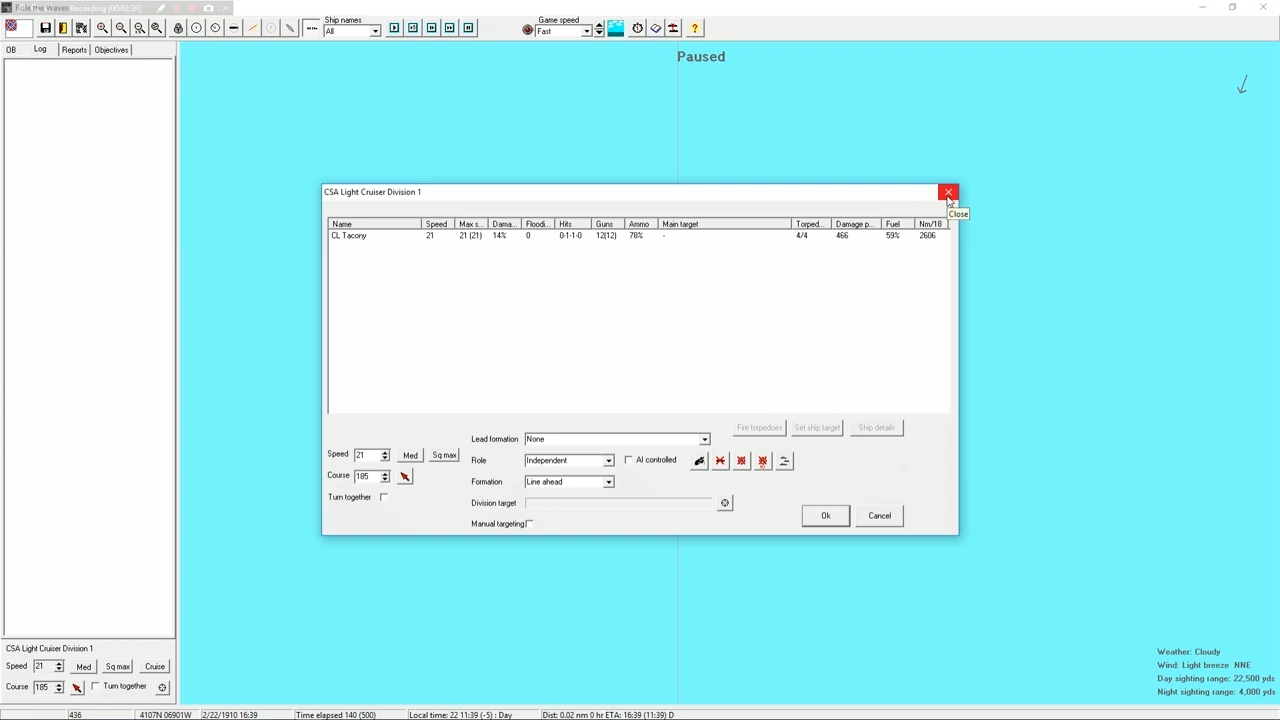 Rule the Waves
Recording [00:02:37]
Ship names
All
Game speed
Fast
OB Log Reports Objectives
Paused
CSA Light Cruiser Division 1
Close
Name Speed Max s... Dama... Floodi... Hits Guns Ammo Main target Torped... Damage p... Fuel Nm/18
CL Tacony 21 21 (21) 14% 0 0-1-1-0 12(12) 78% - 4/4 466 59% 2606
Fire torpedoes Set ship target Ship details
Lead formation None
Speed 21 Med Sq max
Role Independent AI controlled
Course 185
Formation Line ahead
Turn together
Division target
Manual targeting
Ok Cancel
CSA Light Cruiser Division 1
Speed 21 Med Sq max Cruise
Course 185 Turn together
Weather: Cloudy
Wind: Light breeze NNE
Day sighting range: 22,500 yds
Night sighting range: 4,000 yds
436 4107N 06901W 2/22/1910 16:39 Time elapsed 140 (500) Local time: 22 11:39 (-5) : Day Dist: 0.02 nm 0 hr ETA: 16:39 (11:39) D